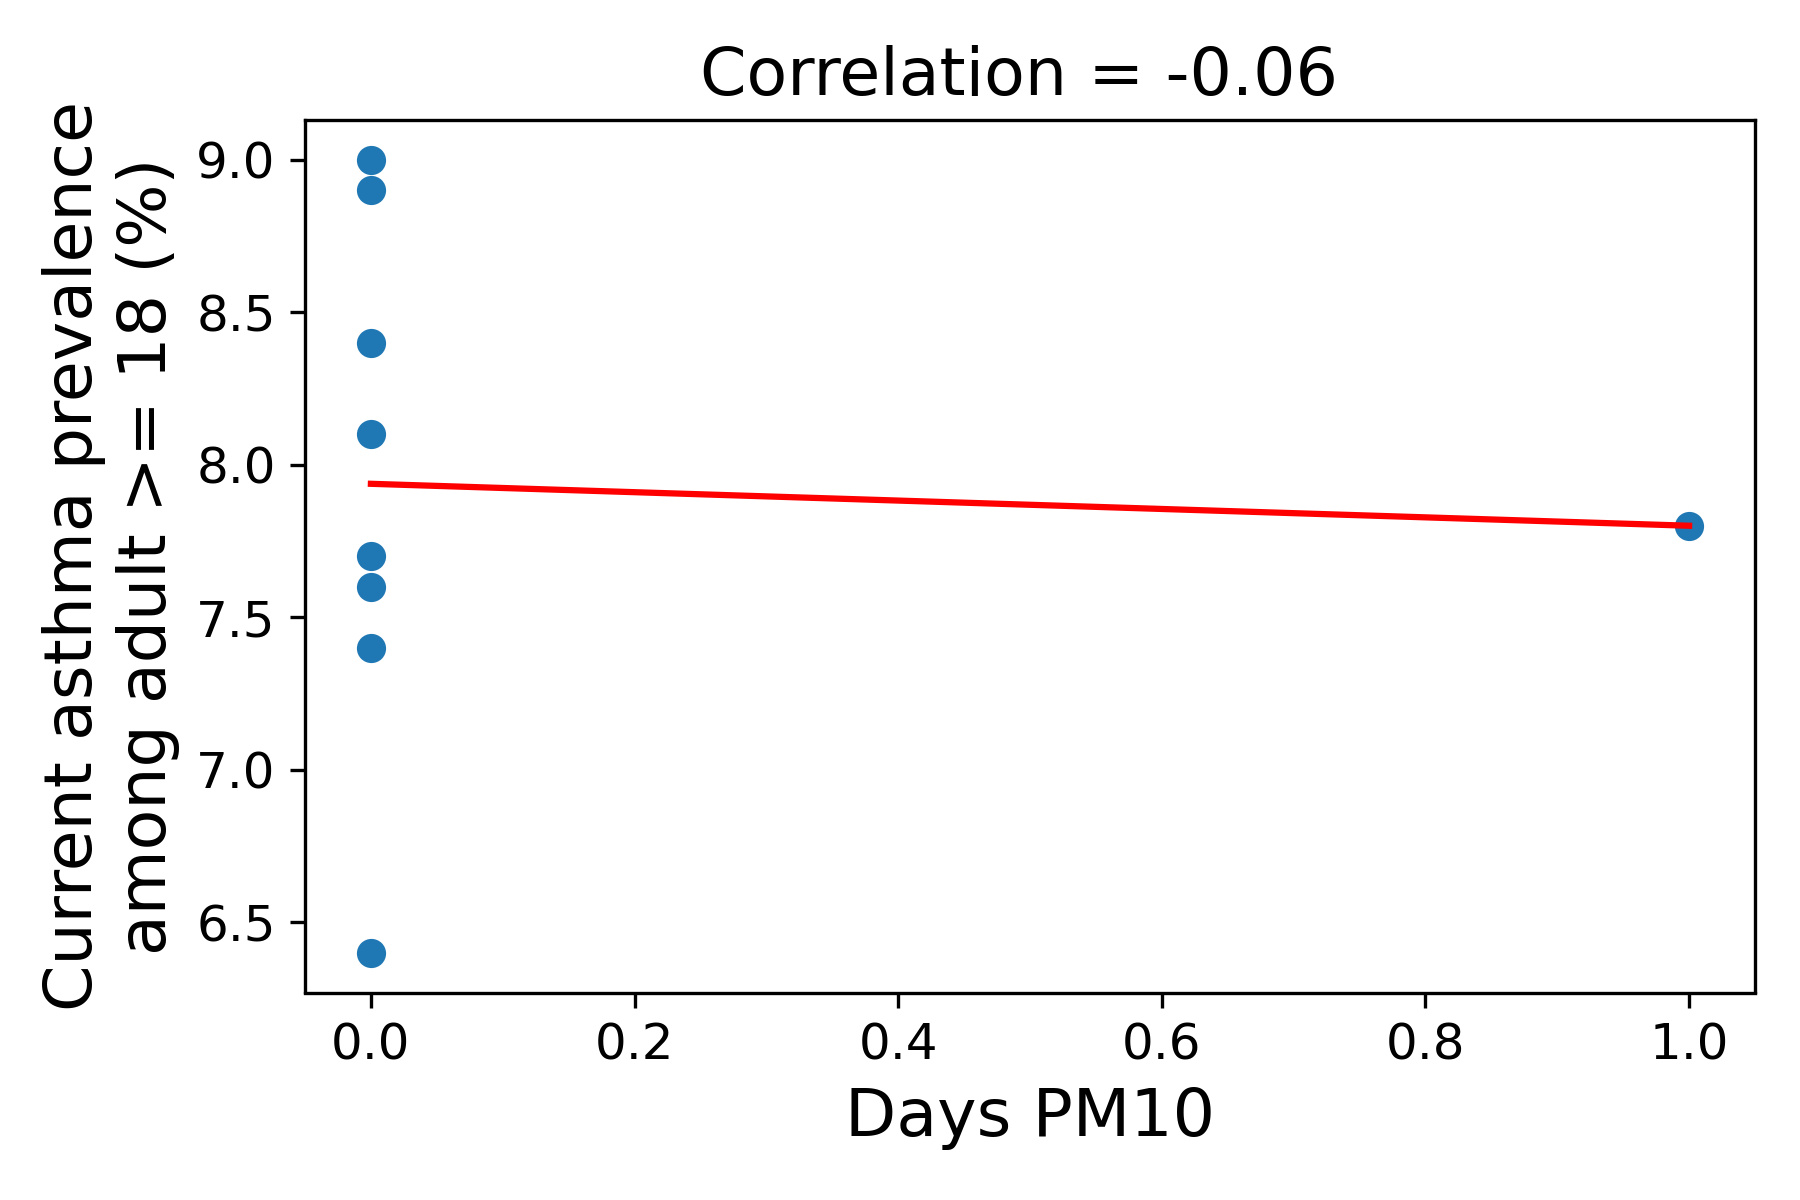 Correlation = -0.06
Current asthma prevalence
among adult >= 18 (%)
9.0
8.5
8.0
7.5
7.0
6.5
0.0 0.2 0.4 0.6 0.8 1.0
Days PM10